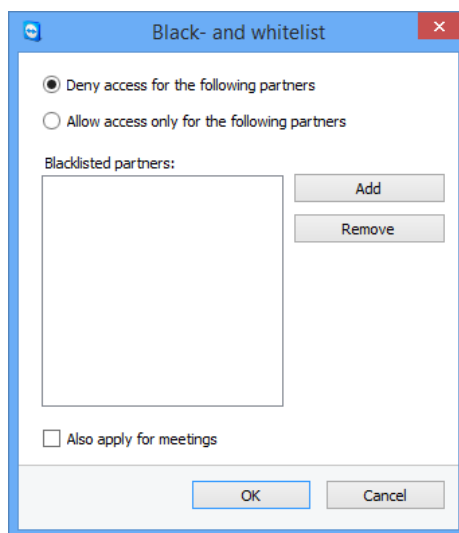 Black- and whitelist
Deny access for the following partners
Allow access only for the following partners
Blacklisted partners:
Add
Remove
Also apply for meetings
OK
Cancel